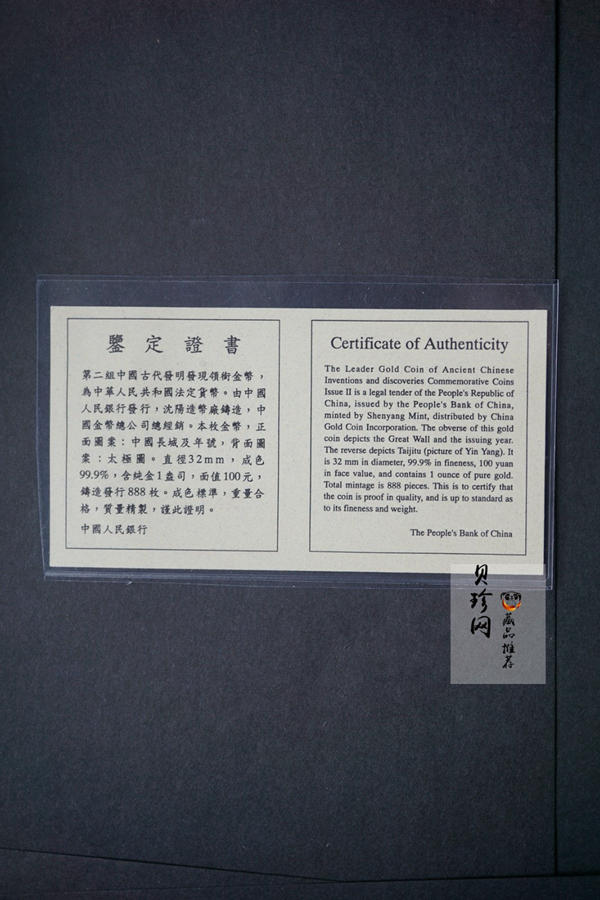 鑒定證書
第二組中國古代發明發現領銜金幣，
為中華人民共和國法定貨幣。由中國
人民銀行發行，沈陽造幣廠鑄造，中
國金幣總公司總經銷。本枚金幣，正
面圖案：中國長城及年號，背面圖
案：太極圖。直徑32mm，成色
99.9%，含純金1盎司，面值100元，
鑄造發行888枚。成色標準，重量合
格，質量精製，謹此證明。
中國人民銀行
Certificate of Authenticity
The Leader Gold Coin of Ancient Chinese
Inventions and discoveries Commemorative Coins
Issue II is a legal tender of the People's Republic of
China, issued by the People's Bank of China,
minted by Shenyang Mint, distributed by China
Gold Coin Incorporation. The obverse of this gold
coin depicts the Great Wall and the issuing year.
The reverse depicts Taijitu (picture of Yin Yang). It
is 32 mm in diameter, 99.9% in fineness, 100 yuan
in face value, and contains 1 ounce of pure gold.
Total mintage is 888 pieces. This is to certify that
the coin is proof in quality, and is up to standard as
to its fineness and weight.
The People's Bank of China
贝珍网
藏品推荐